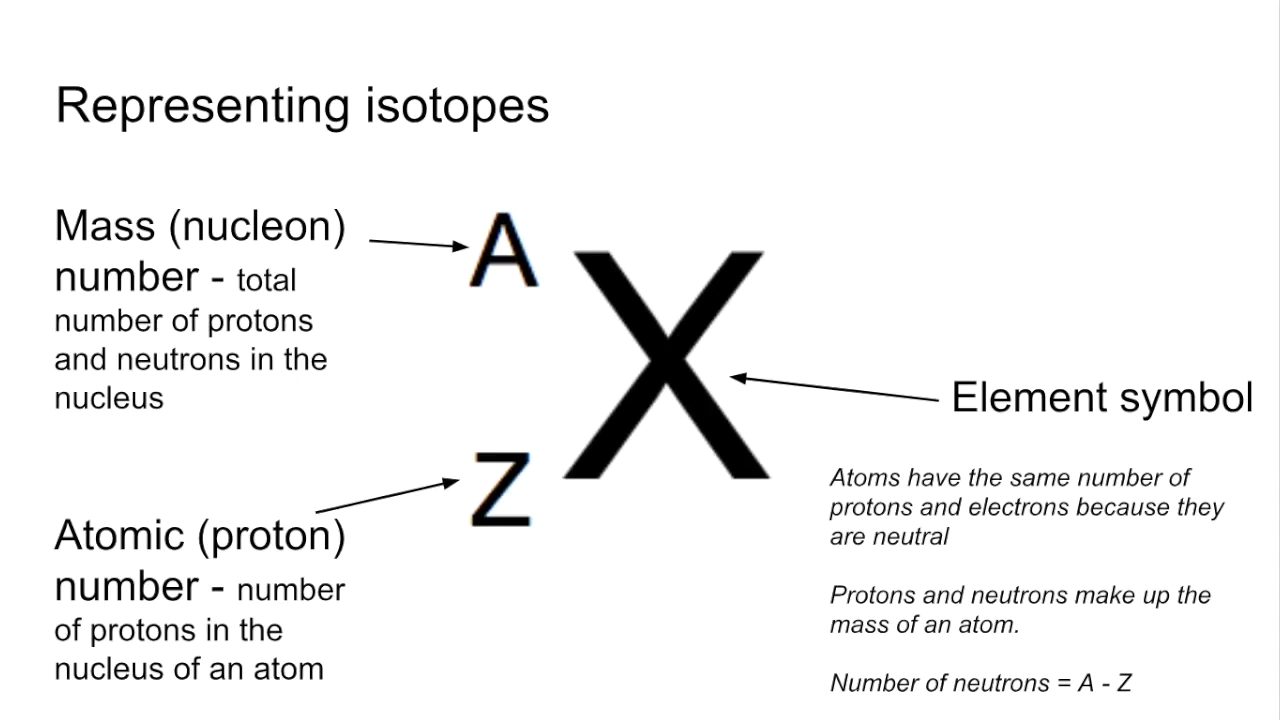 Representing isotopes
Mass (nucleon)
number - total
number of protons
and neutrons in the
nucleus
A
X
Z
Element symbol
Atomic (proton)
number - number
of protons in the
nucleus of an atom
Atoms have the same number of
protons and electrons because they
are neutral
Protons and neutrons make up the
mass of an atom.
Number of neutrons = A - Z